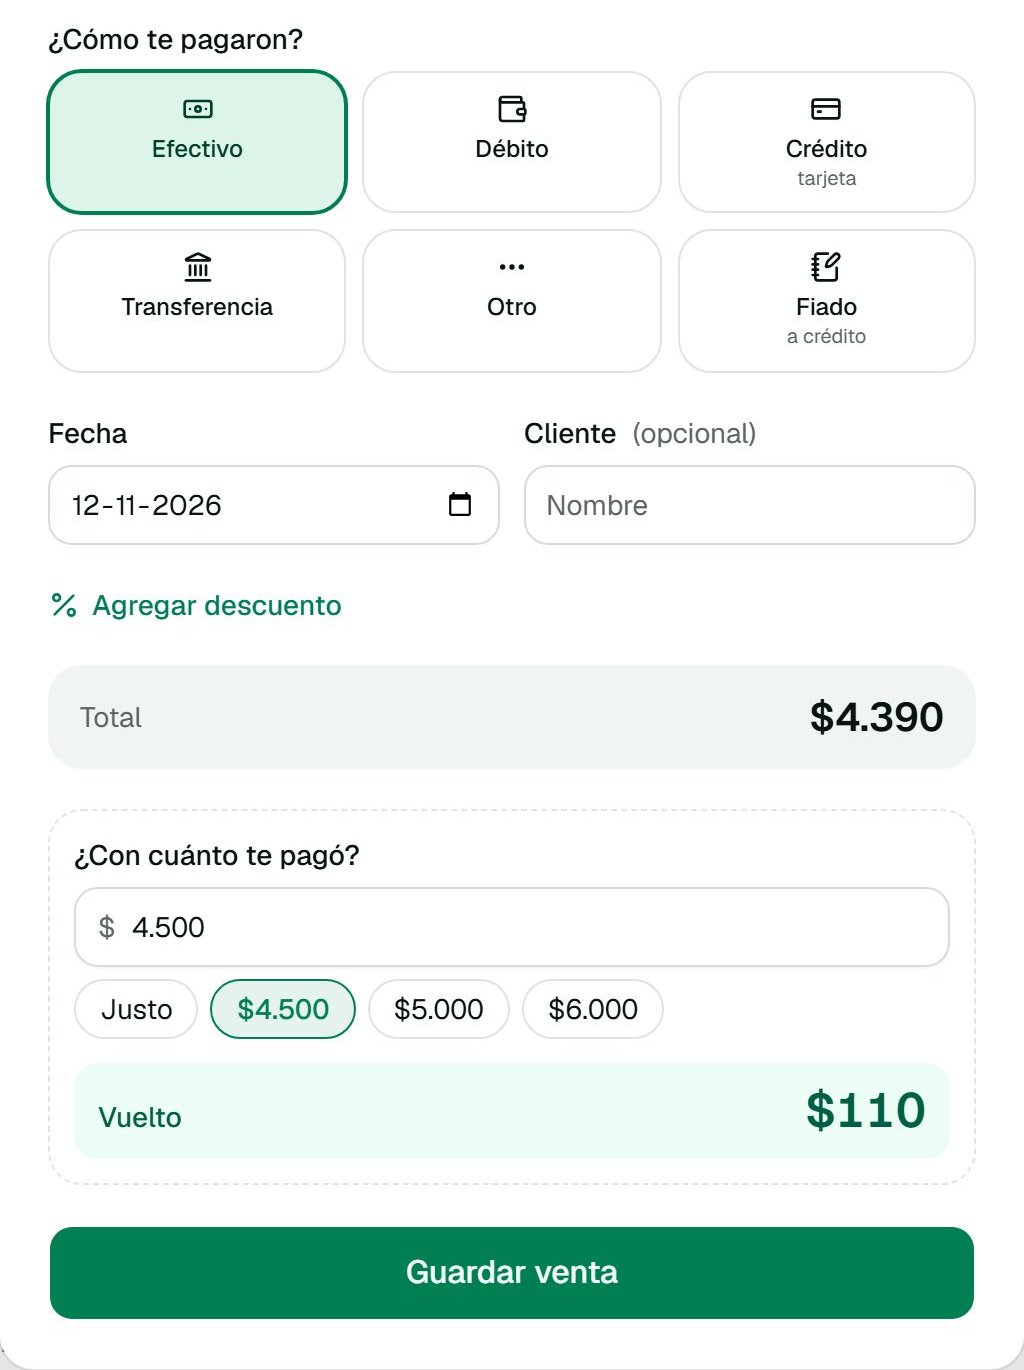 ¿Cómo te pagaron?
Efectivo
Débito
Crédito
tarjeta
Transferencia
Otro
Fiado
a crédito
Fecha
Cliente (opcional)
12-11-2026
Nombre
Agregar descuento
Total
$4.390
¿Con cuánto te pagó?
$ 4.500
Justo
$4.500
$5.000
$6.000
Vuelto
$110
Guardar venta